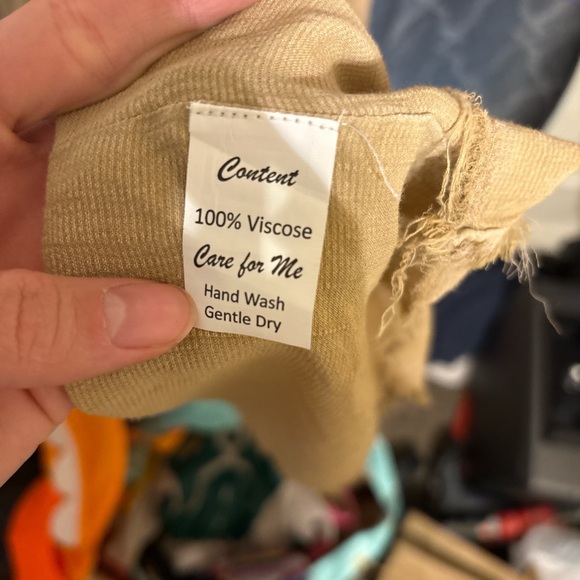 Content
100% Viscose
Care for Me
Hand Wash
Gentle Dry